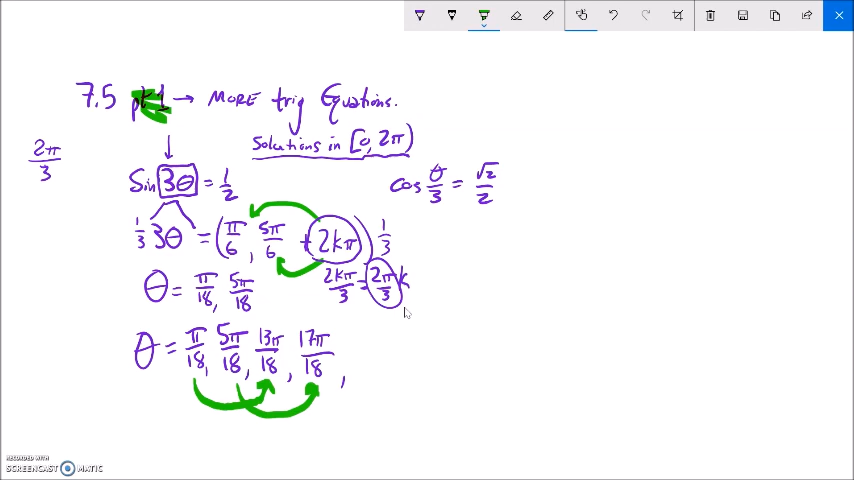 7.5 pt 1 → MORE trig Equations.
Solutions in [0, 2π)
2π/3
Sin 3θ = 1/2
cos θ/3 = √2/2
1/3 3θ = (π/6, 5π/6 + 2kπ) 1/3
θ = π/18, 5π/18
2kπ/3 = 2π/3 k
θ = π/18, 5π/18, 13π/18, 17π/18,
RECORDED WITH
SCREENCAST MATIC